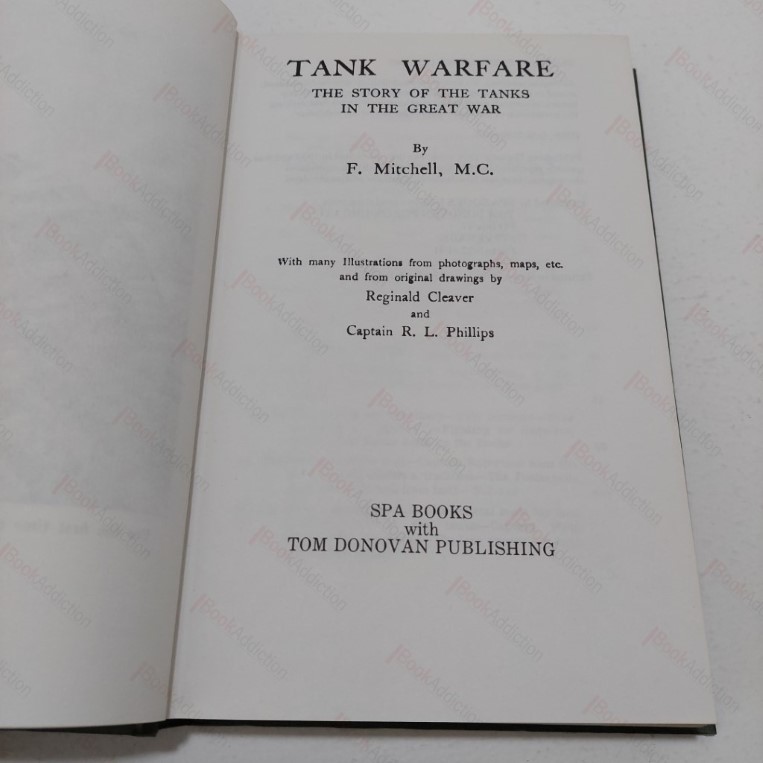 TANK WARFARE
THE STORY OF THE TANKS
IN THE GREAT WAR
By
F. Mitchell, M.C.
With many Illustrations from photographs, maps, etc.
and from original drawings by
Reginald Cleaver
and
Captain R. L. Phillips
SPA BOOKS
with
TOM DONOVAN PUBLISHING
BookAddiction